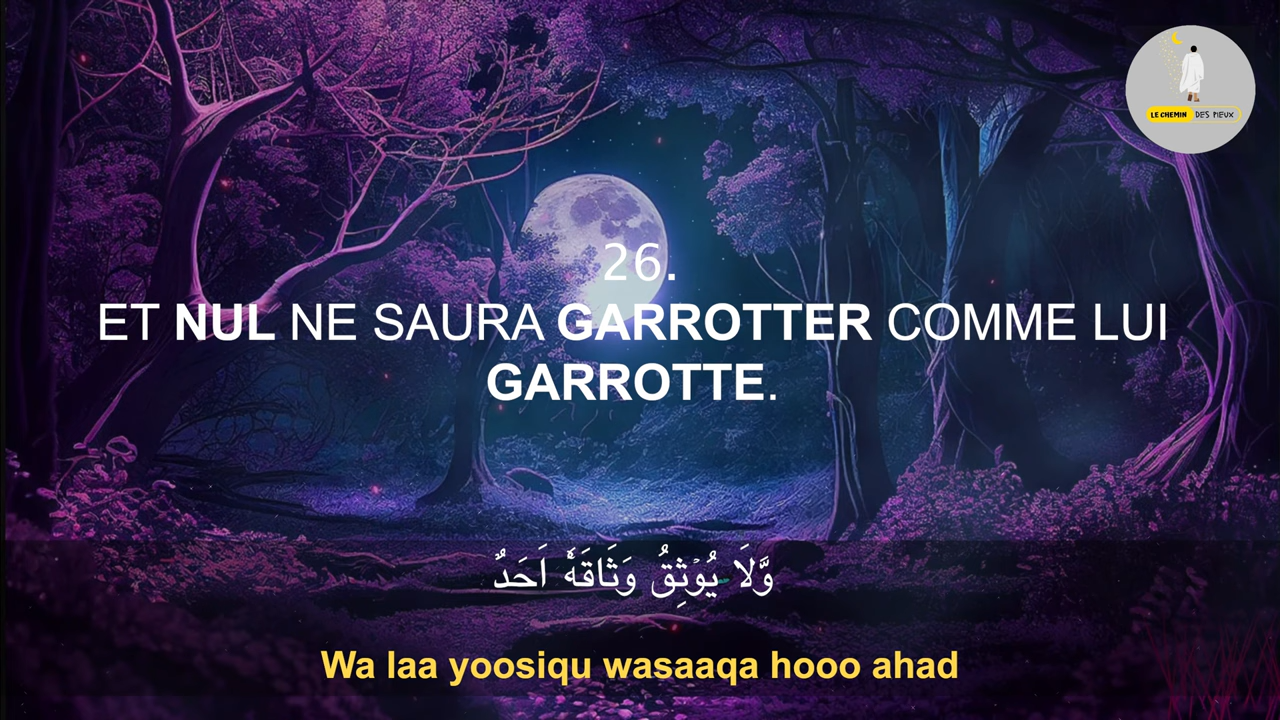 LE CHEMIN DES PIEUX
26.
ET NUL NE SAURA GARROTTER COMME LUI
GARROTTE.
وَّلَا يُوْثِقُ وَثَاقَهٗۤ اَحَدٌ
Wa laa yoosiqu wasaaqa hooo ahad